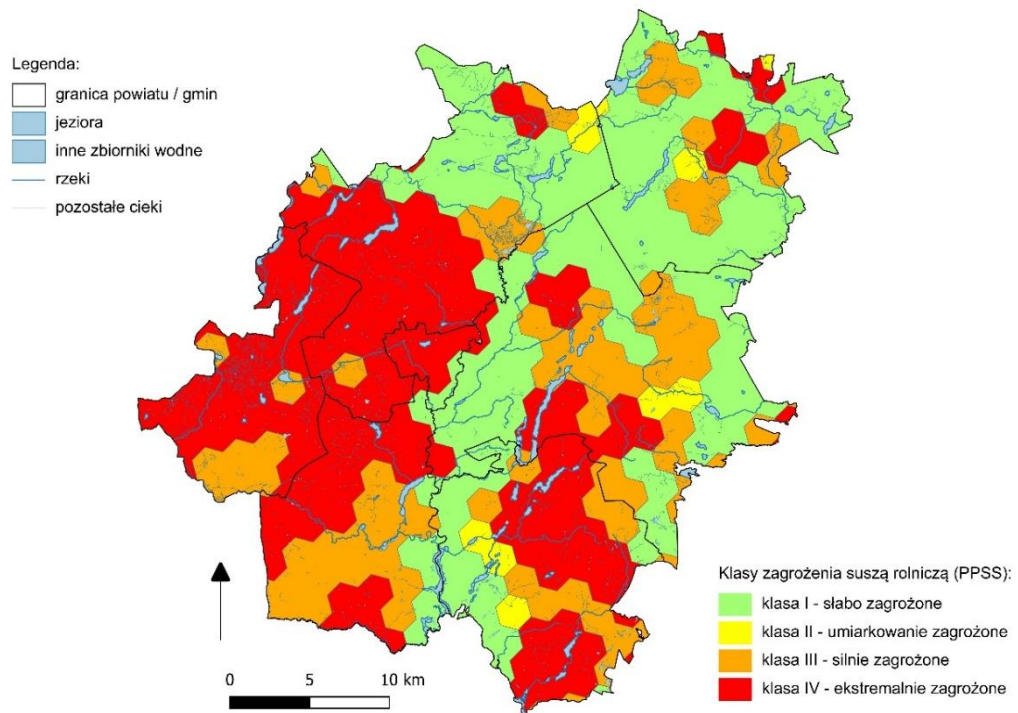 Legenda:
granica powiatu / gmin
jeziora
inne zbiorniki wodne
rzeki
pozostałe cieki
Klasy zagrożenia suszą rolniczą (PPSS):
klasa I - słabo zagrożone
klasa II - umiarkowanie zagrożone
klasa III - silnie zagrożone
klasa IV - ekstremalnie zagrożone
0 5 10 km